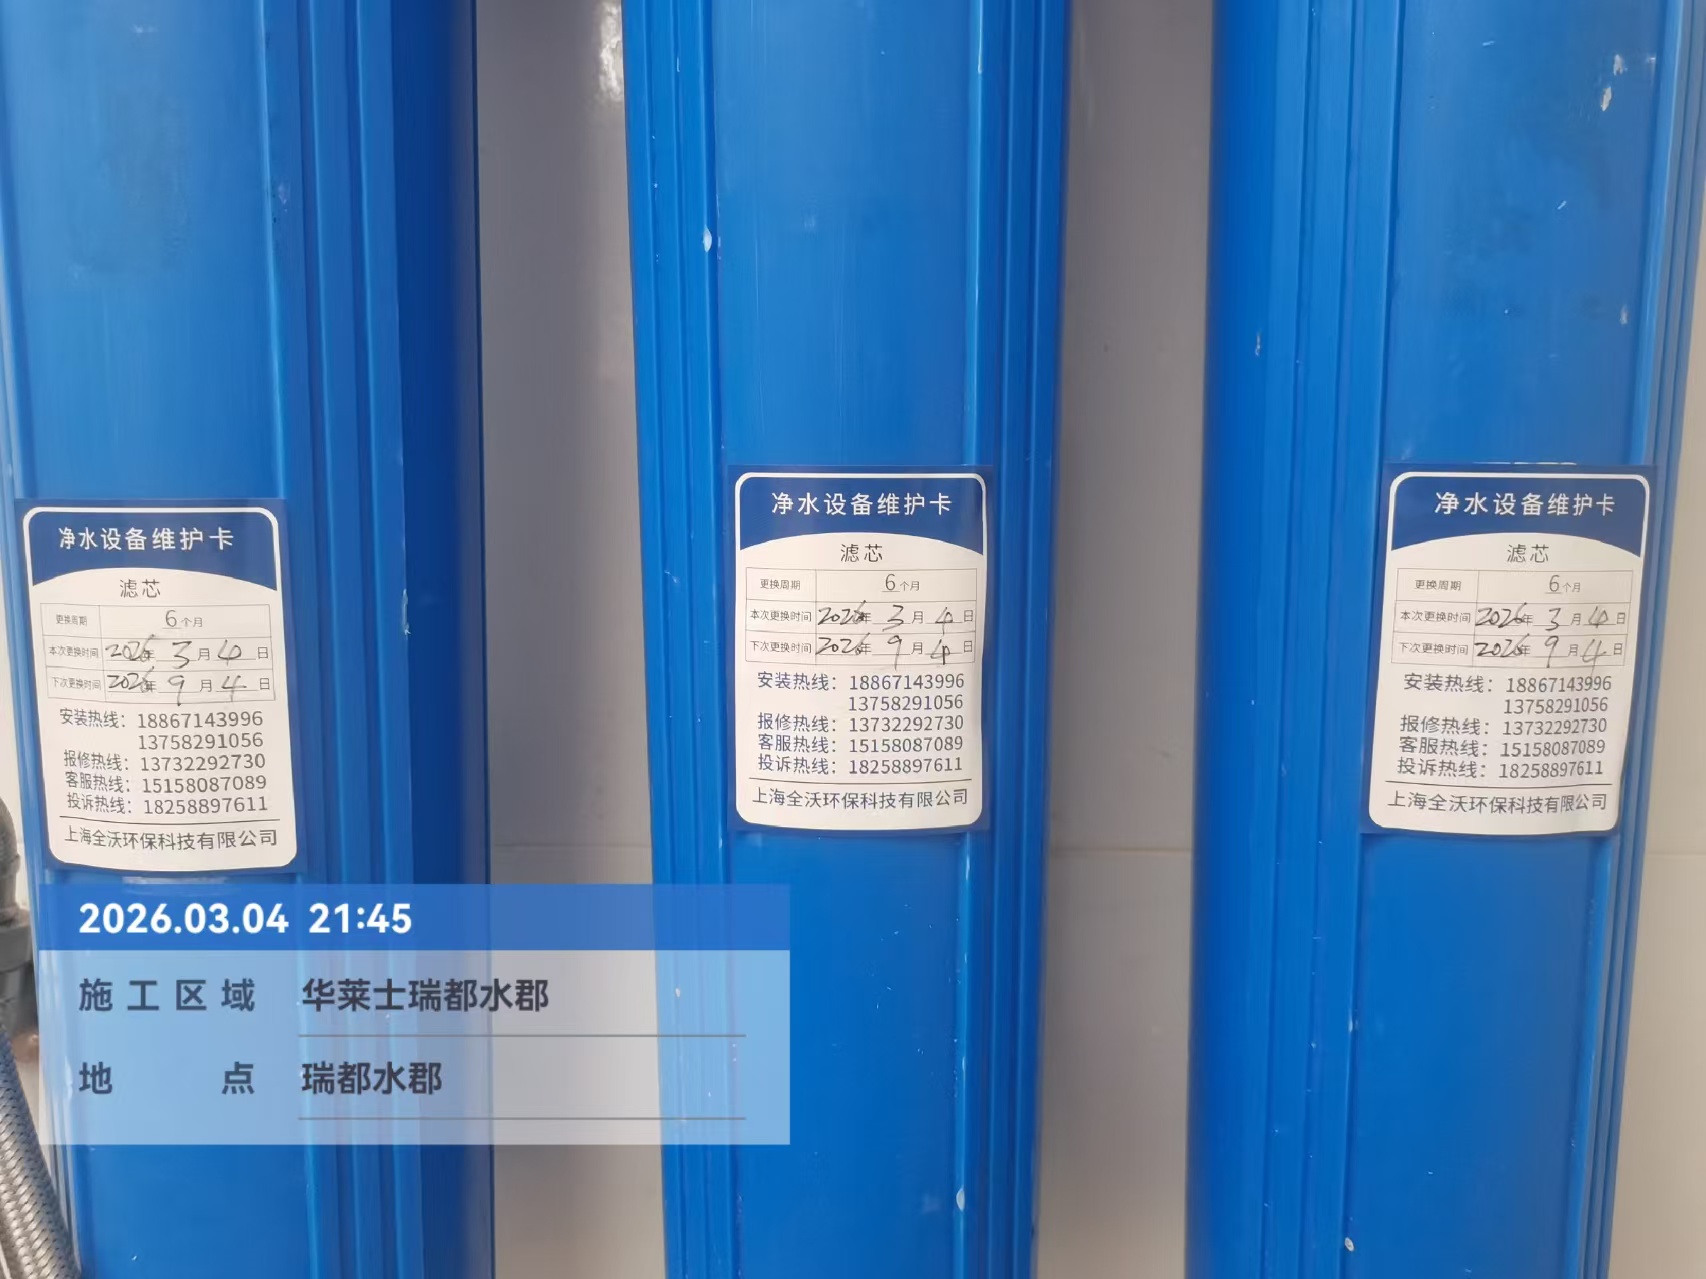 净水设备维护卡
滤芯
更换周期 6个月
本次更换时间 2026年 3月 4日
下次更换时间 2026年 9月 4日
安装热线：18867143996
13758291056
报修热线：13732292730
客服热线：15158087089
投诉热线：18258897611
上海全沃环保科技有限公司
净水设备维护卡
滤芯
更换周期 6个月
本次更换时间 2026年 3月 4日
下次更换时间 2026年 9月 4日
安装热线：18867143996
13758291056
报修热线：13732292730
客服热线：15158087089
投诉热线：18258897611
上海全沃环保科技有限公司
净水设备维护卡
滤芯
更换周期 6个月
本次更换时间 2026年 3月 4日
下次更换时间 2026年 9月 4日
安装热线：18867143996
13758291056
报修热线：13732292730
客服热线：15158087089
投诉热线：18258897611
上海全沃环保科技有限公司
2026.03.04 21:45
施工区域 华莱士瑞都水郡
地点 瑞都水郡